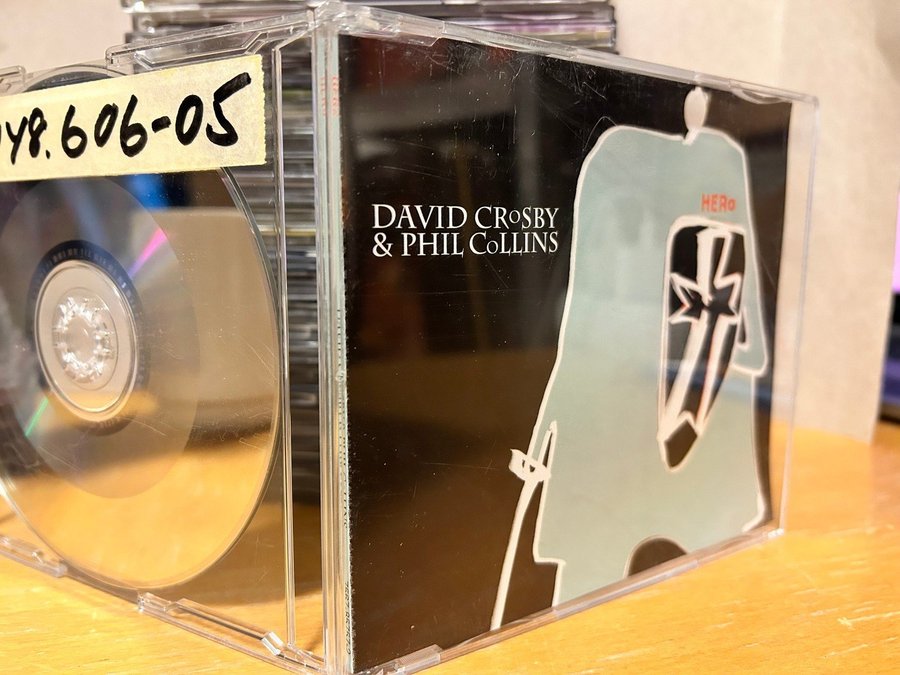 Y8.606-05
DAVID CRoSBY
& PHIL CoLLINS
HERo